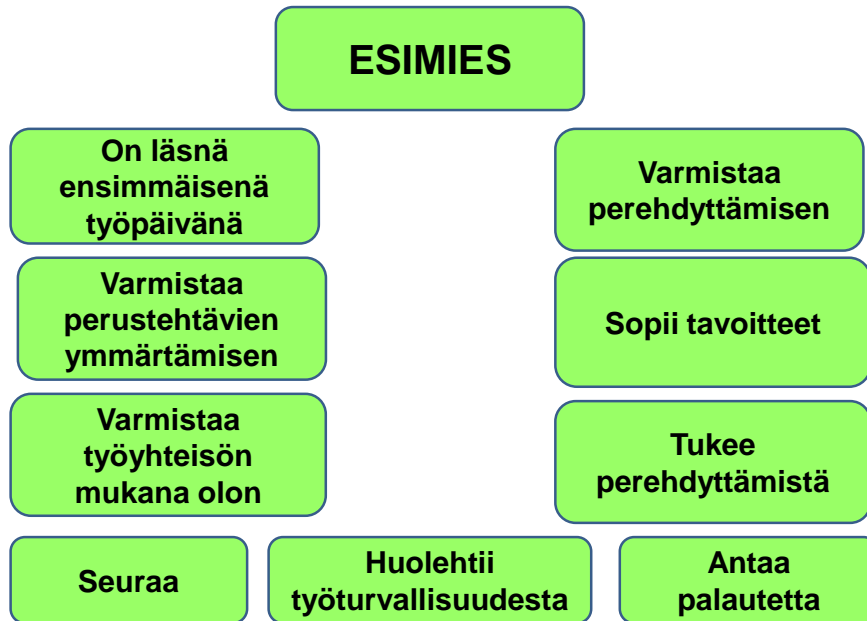 ESIMIES
On läsnä
ensimmäisenä
työpäivänä
Varmistaa
perehdyttämisen
Varmistaa
perustehtävien
ymmärtämisen
Sopii tavoitteet
Varmistaa
työyhteisön
mukana olon
Tukee
perehdyttämistä
Seuraa
Huolehtii
työturvallisuudesta
Antaa
palautetta